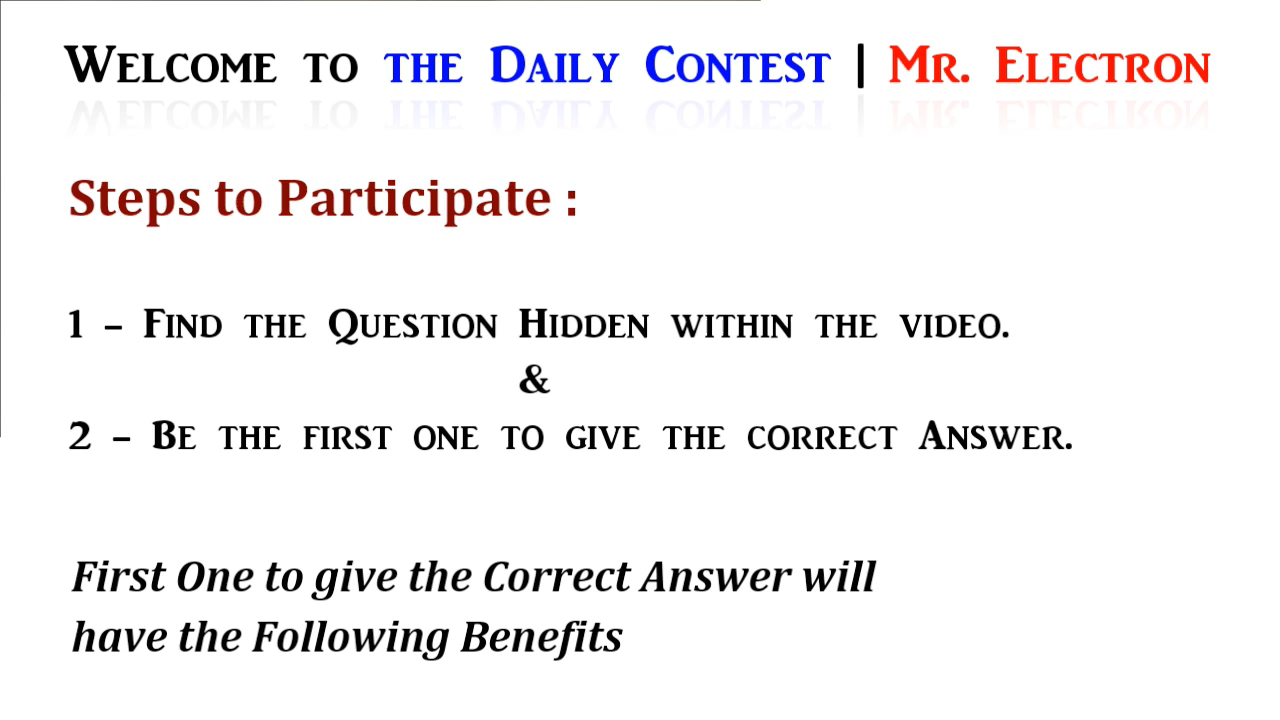 Welcome to the Daily Contest | Mr. Electron
Steps to Participate :
1 – Find the Question Hidden within the video.
&
2 – Be the first one to give the correct Answer.
First One to give the Correct Answer will
have the Following Benefits